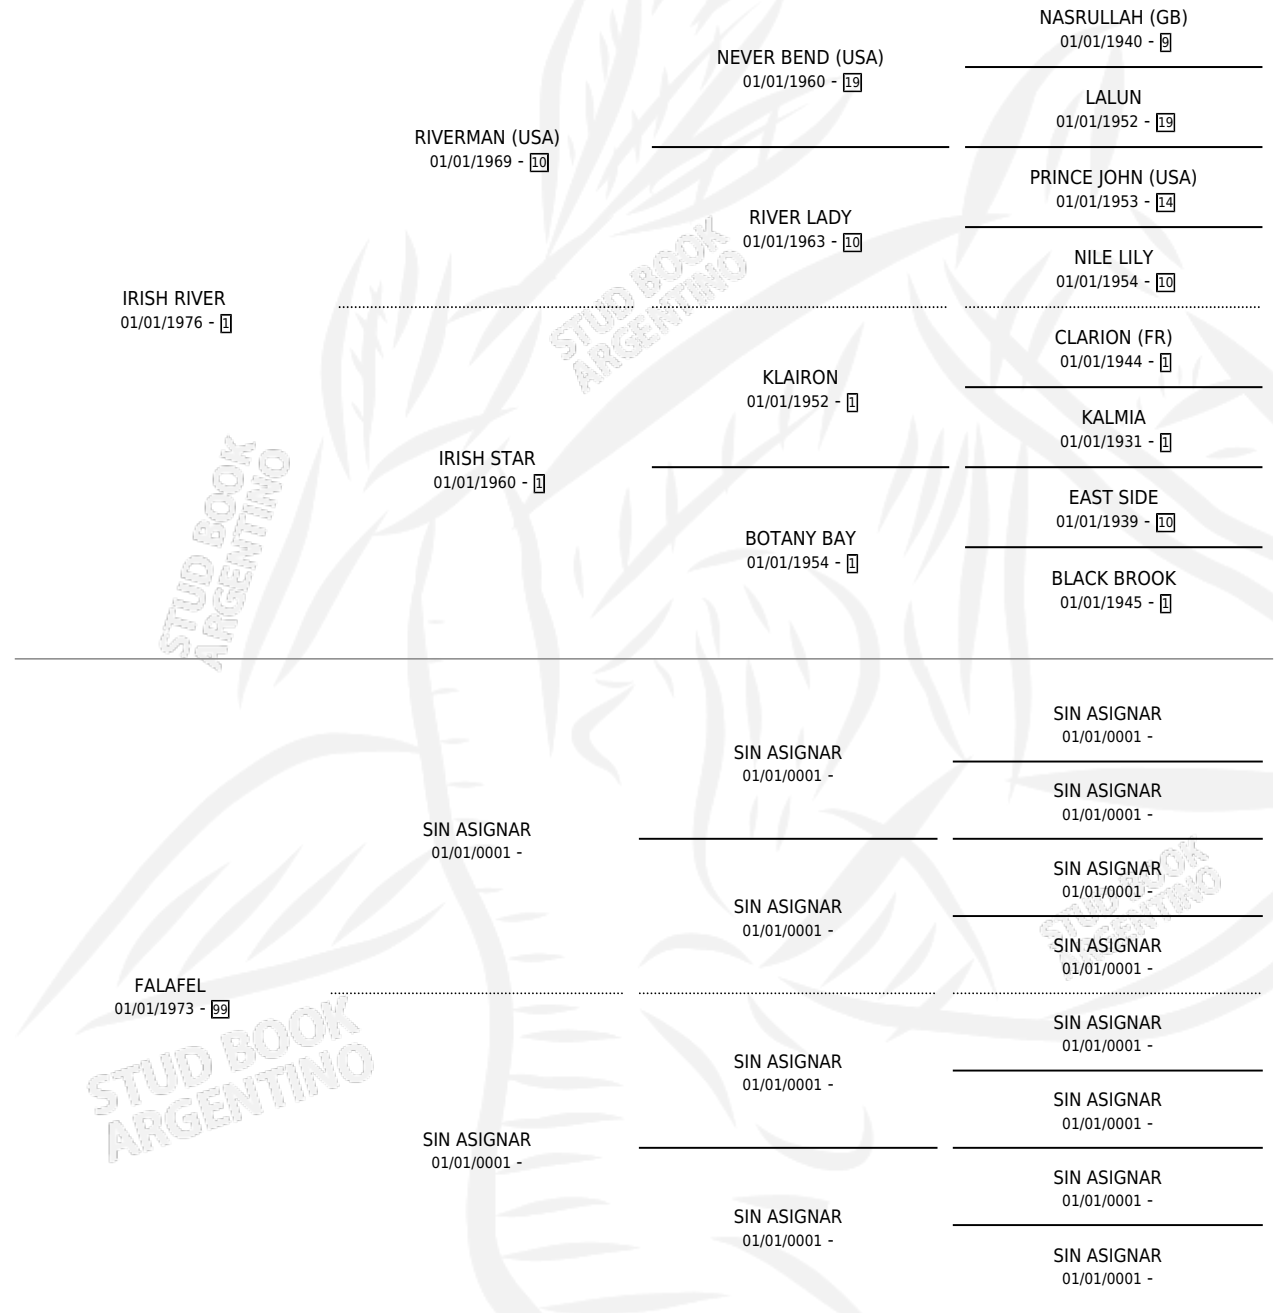 NASRULLAH (GB)
01/01/1940 - 9
NEVER BEND (USA)
01/01/1960 - 19
LALUN
01/01/1952 - 19
RIVERMAN (USA)
01/01/1969 - 10
PRINCE JOHN (USA)
01/01/1953 - 14
RIVER LADY
01/01/1963 - 10
NILE LILY
01/01/1954 - 10
IRISH RIVER
01/01/1976 - 1
CLARION (FR)
01/01/1944 - 1
KLAIRON
01/01/1952 - 1
KALMIA
01/01/1931 - 1
IRISH STAR
01/01/1960 - 1
EAST SIDE
01/01/1939 - 10
BOTANY BAY
01/01/1954 - 1
BLACK BROOK
01/01/1945 - 1
STUD BOOK
ARGENTINO
STUD BOOK
ARGENTINO
SIN ASIGNAR
01/01/0001 -
SIN ASIGNAR
01/01/0001 -
SIN ASIGNAR
01/01/0001 -
SIN ASIGNAR
01/01/0001 -
SIN ASIGNAR
01/01/0001 -
SIN ASIGNAR
01/01/0001 -
SIN ASIGNAR
01/01/0001 -
FALAFEL
01/01/1973 - 99
SIN ASIGNAR
01/01/0001 -
SIN ASIGNAR
01/01/0001 -
SIN ASIGNAR
01/01/0001 -
SIN ASIGNAR
01/01/0001 -
SIN ASIGNAR
01/01/0001 -
SIN ASIGNAR
01/01/0001 -
SIN ASIGNAR
01/01/0001 -
STUD BOOK
ARGENTINO
STUD BOOK
ARGENTINO